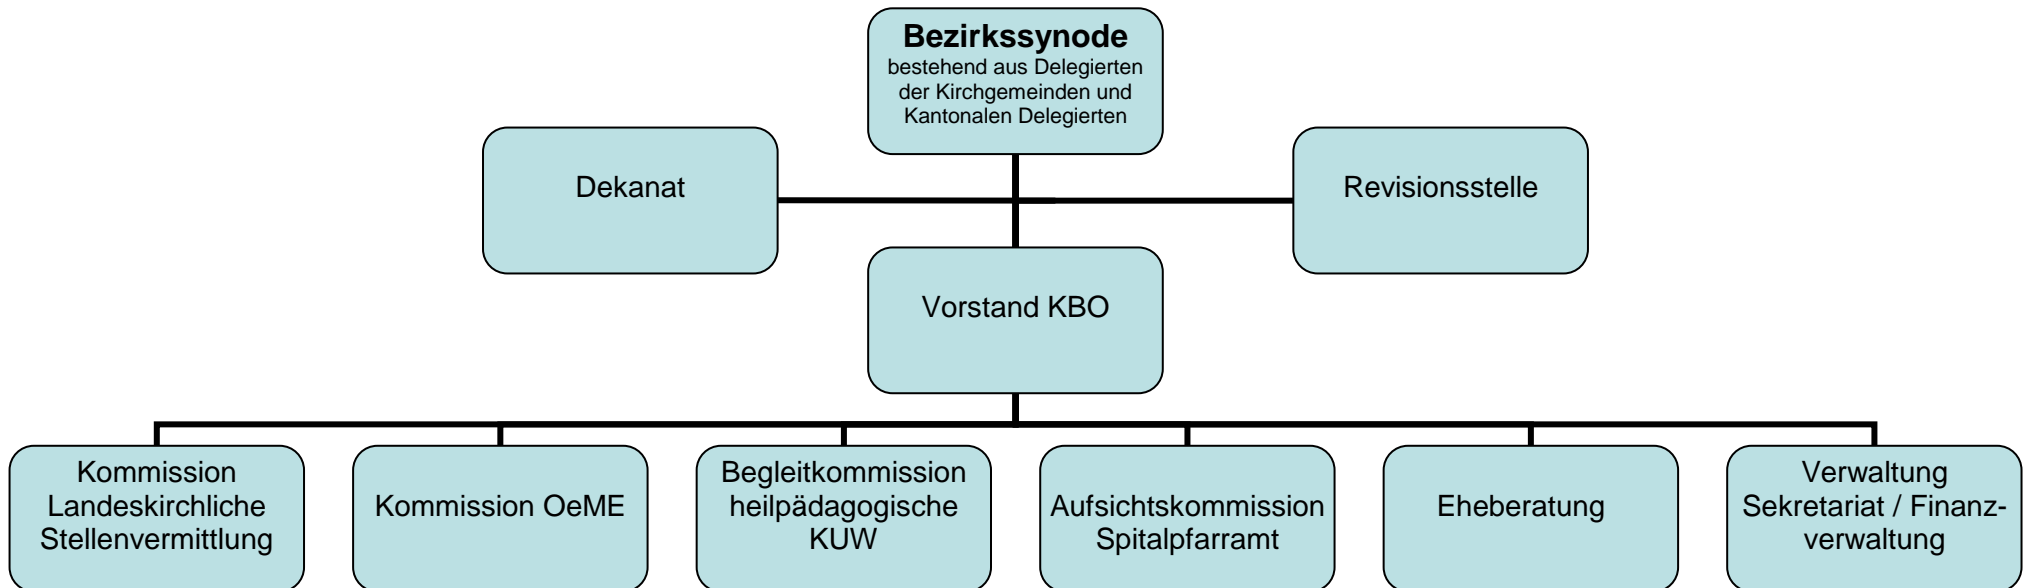 Bezirkssynode
bestehend aus Delegierten
der Kirchgemeinden und
Kantonalen Delegierten
Dekanat
Revisionsstelle
Vorstand KBO
Kommission
Landeskirchliche
Stellenvermittlung
Kommission OeME
Begleitkommission
heilpädagogische
KUW
Aufsichtskommission
Spitalpfarramt
Eheberatung
Verwaltung
Sekretariat / Finanz-
verwaltung